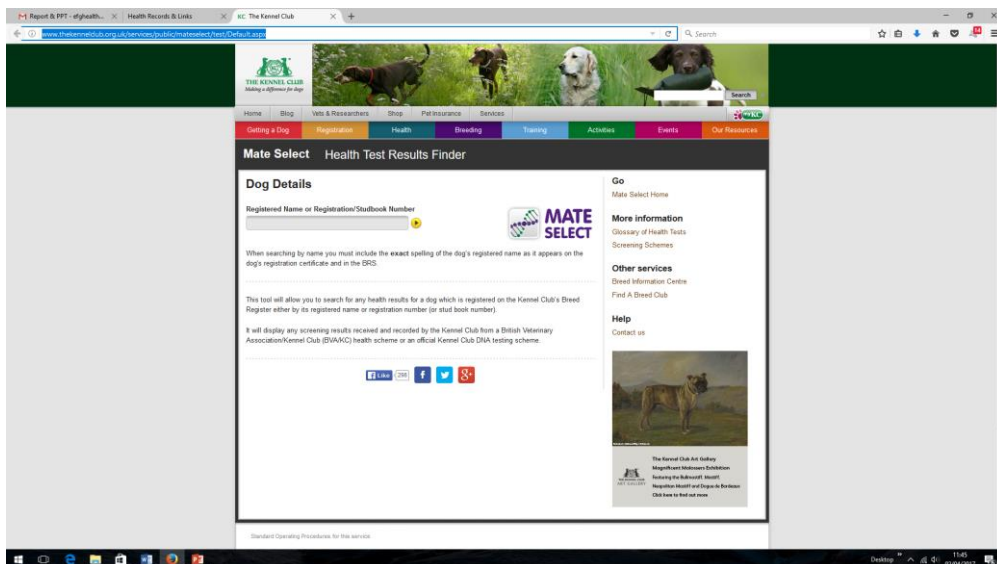 Report & PPT - efghealth...
Health Records & Links
KC The Kennel Club
www.thekennelclub.org.uk/services/public/mateselect/test/Default.aspx
Search
THE KENNEL CLUB
Making a difference for dogs
Search
Home Blog Vets & Researchers Shop Pet Insurance Services
Getting a Dog Registration Health Breeding Training Activities Events Our Resources
Mate Select Health Test Results Finder
Dog Details
Registered Name or Registration/Studbook Number
MATE
SELECT
When searching by name you must include the exact spelling of the dog's registered name as it appears on the
dog's registration certificate and in the BRS.
This tool will allow you to search for any health results for a dog which is registered on the Kennel Club's Breed
Register either by its registered name or registration number (or stud book number).
It will display any screening results received and recorded by the Kennel Club from a British Veterinary
Association/Kennel Club (BVA/KC) health scheme or an official Kennel Club DNA testing scheme.
Like
Go
Mate Select Home
More information
Glossary of Health Tests
Screening Schemes
Other services
Breed Information Centre
Find A Breed Club
Help
Contact us
The Kennel Club Art Gallery
Magnificent Molossers Exhibition
Featuring the Bullmastiff, Mastiff,
Neapolitan Mastiff and Dogue de Bordeaux
Click here to find out more
Standard Operating Procedures for this service.
Desktop
11:45
03/04/2017